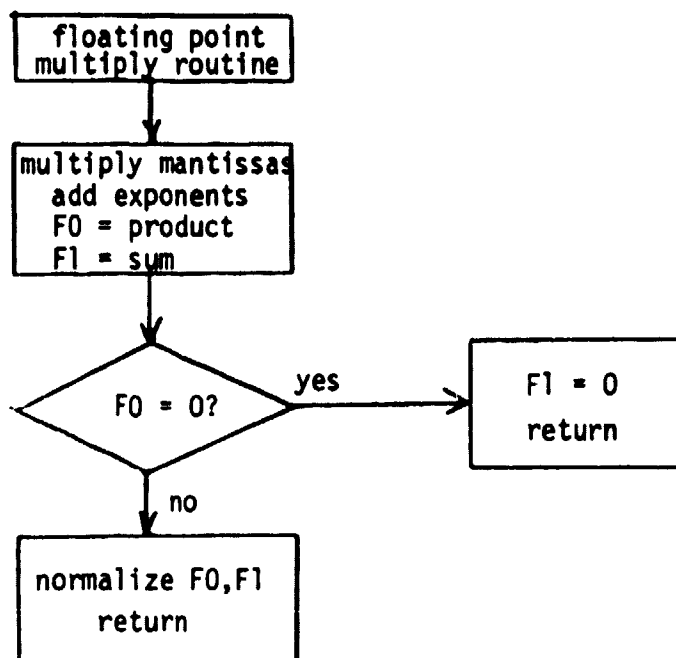 floating point
multiply routine
multiply mantissas
add exponents
F0 = product
F1 = sum
F0 = 0?
yes
F1 = 0
return
no
normalize F0,F1
return